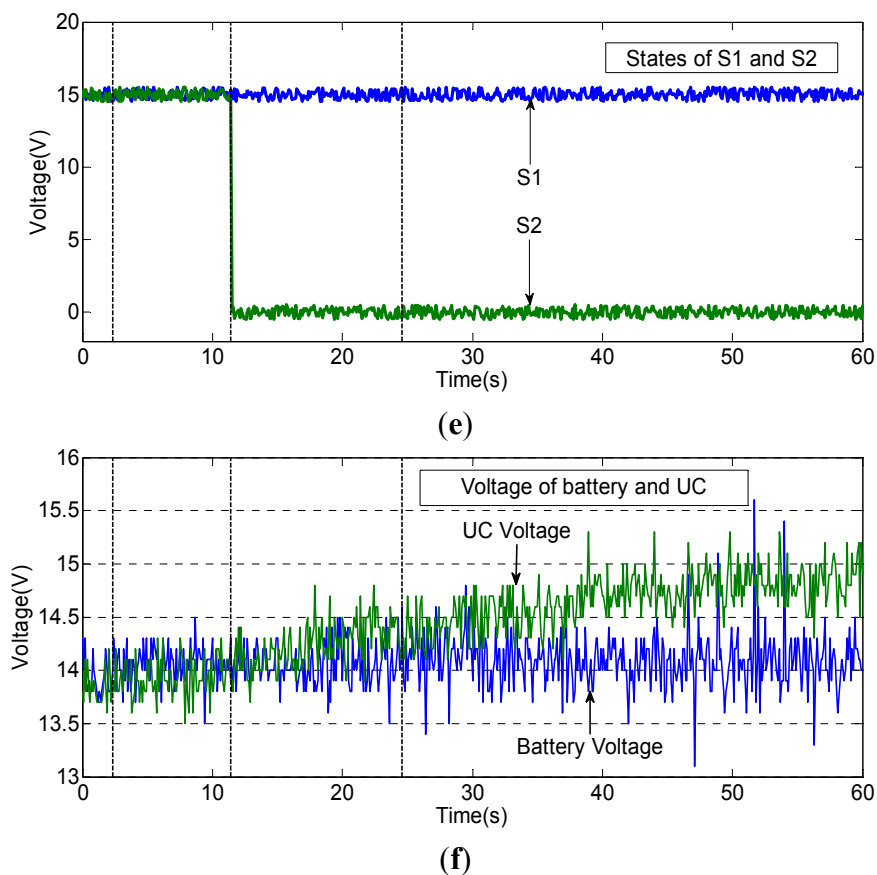 20
15
10
5
0
Voltage(V)
States of S1 and S2
S1
S2
0 10 20 30 40 50 60
Time(s)
(e)
16
15.5
15
14.5
14
13.5
13
Voltage(V)
Voltage of battery and UC
UC Voltage
Battery Voltage
0 10 20 30 40 50 60
Time(s)
(f)